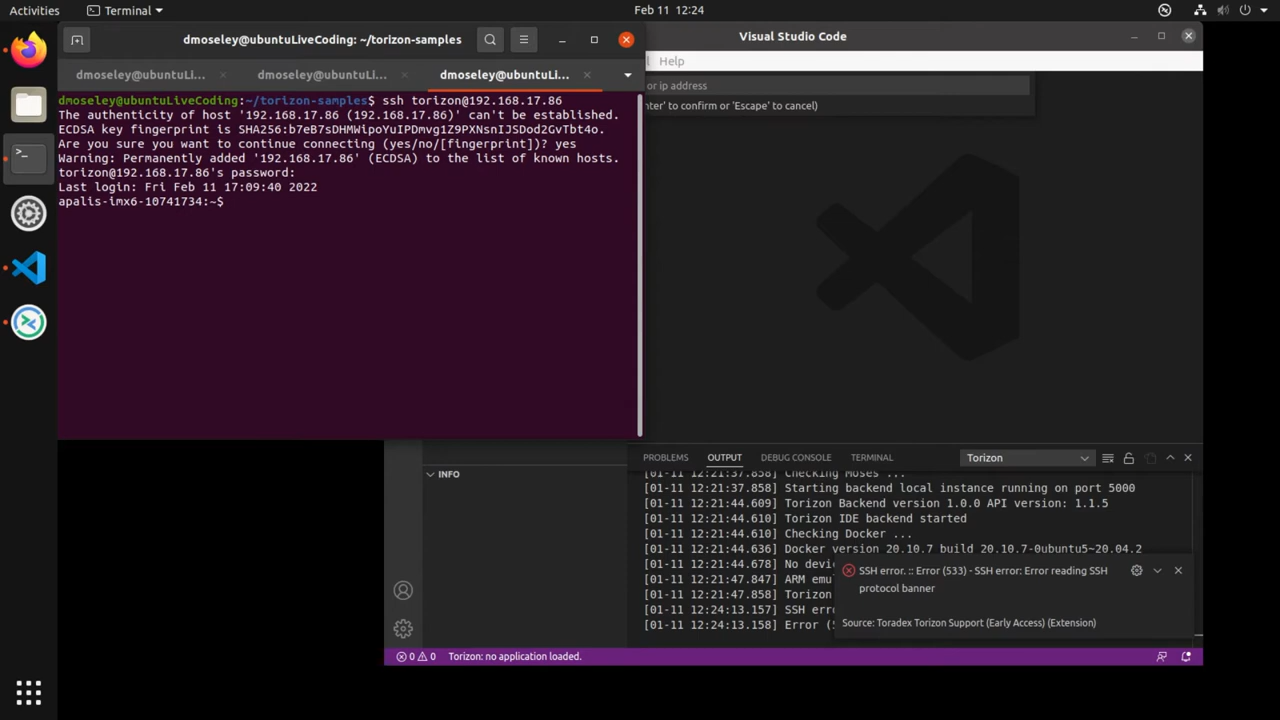 Activities
Terminal
Feb 11 12:24
dmoseley@ubuntuLiveCoding: ~/torizon-samples
Visual Studio Code
dmoseley@ubuntuLi...
dmoseley@ubuntuLi...
dmoseley@ubuntuLi...
Help
or ip address
nter' to confirm or 'Escape' to cancel)
dmoseley@ubuntuLiveCoding:~/torizon-samples$ ssh torizon@192.168.17.86
The authenticity of host '192.168.17.86 (192.168.17.86)' can't be established.
ECDSA key fingerprint is SHA256:b7eB7sDHMWipoYuIPDmvg1Z9PXNsnIJSDod2GvTbt4o.
Are you sure you want to continue connecting (yes/no/[fingerprint])? yes
Warning: Permanently added '192.168.17.86' (ECDSA) to the list of known hosts.
torizon@192.168.17.86's password:
Last login: Fri Feb 11 17:09:40 2022
apalis-imx6-10741734:~$
INFO
PROBLEMS
OUTPUT
DEBUG CONSOLE
TERMINAL
Torizon
[01-11 12:21:37.858] Checking Moses ...
[01-11 12:21:37.858] Starting backend local instance running on port 5000
[01-11 12:21:44.609] Torizon Backend version 1.0.0 API version: 1.1.5
[01-11 12:21:44.610] Torizon IDE backend started
[01-11 12:21:44.610] Checking Docker ...
[01-11 12:21:44.636] Docker version 20.10.7 build 20.10.7-0ubuntu5~20.04.2
[01-11 12:21:44.678] No devi
[01-11 12:21:47.847] ARM emu
[01-11 12:21:47.858] Torizon
[01-11 12:24:13.157] SSH erro
[01-11 12:24:13.158] Error (5
SSH error. :: Error (533) - SSH error: Error reading SSH
protocol banner
Source: Toradex Torizon Support (Early Access) (Extension)
0 0
Torizon: no application loaded.